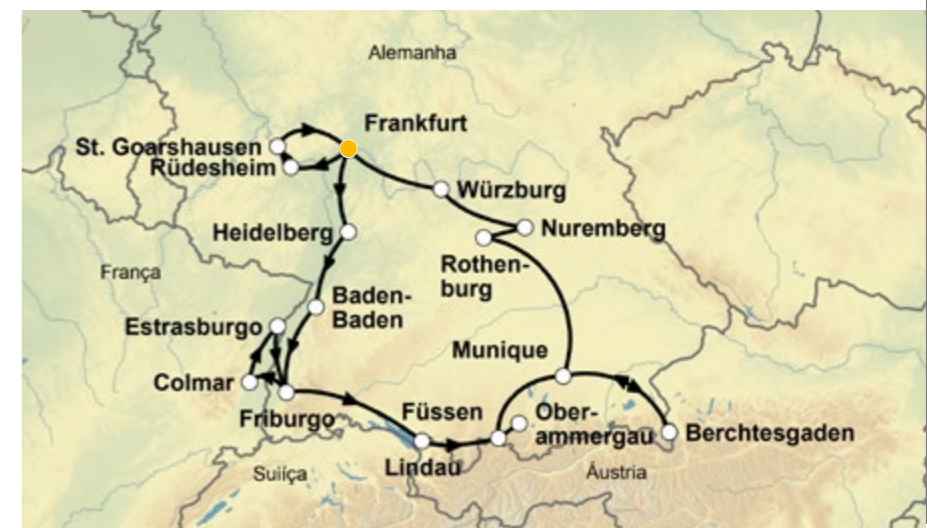 Alemanha
Frankfurt
St. Goarshausen
Rüdesheim
Würzburg
Nuremberg
Heidelberg
Rothen-
burg
França
Baden-
Baden
Estrasburgo
Munique
Colmar
Friburgo
Füssen
Ober-
ammergau
Berchtesgaden
Lindau
Suiíça
Áustria